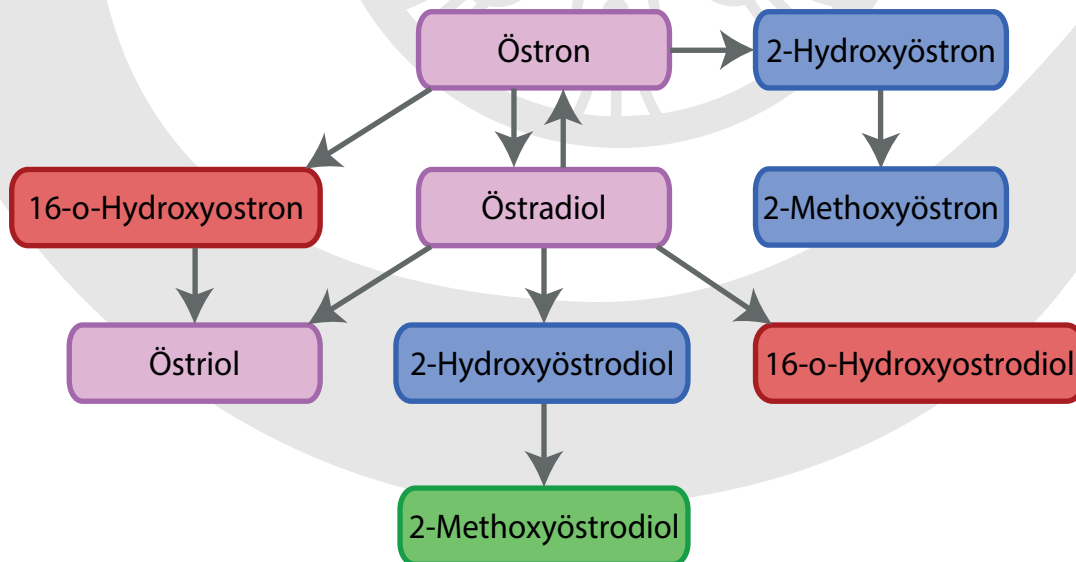 Östron
2-Hydroxyöstron
16-o-Hydroxyostron
Östradiol
2-Methoxyöstron
Östriol
2-Hydroxyöstrodiol
16-o-Hydroxyostrodiol
2-Methoxyöstrodiol